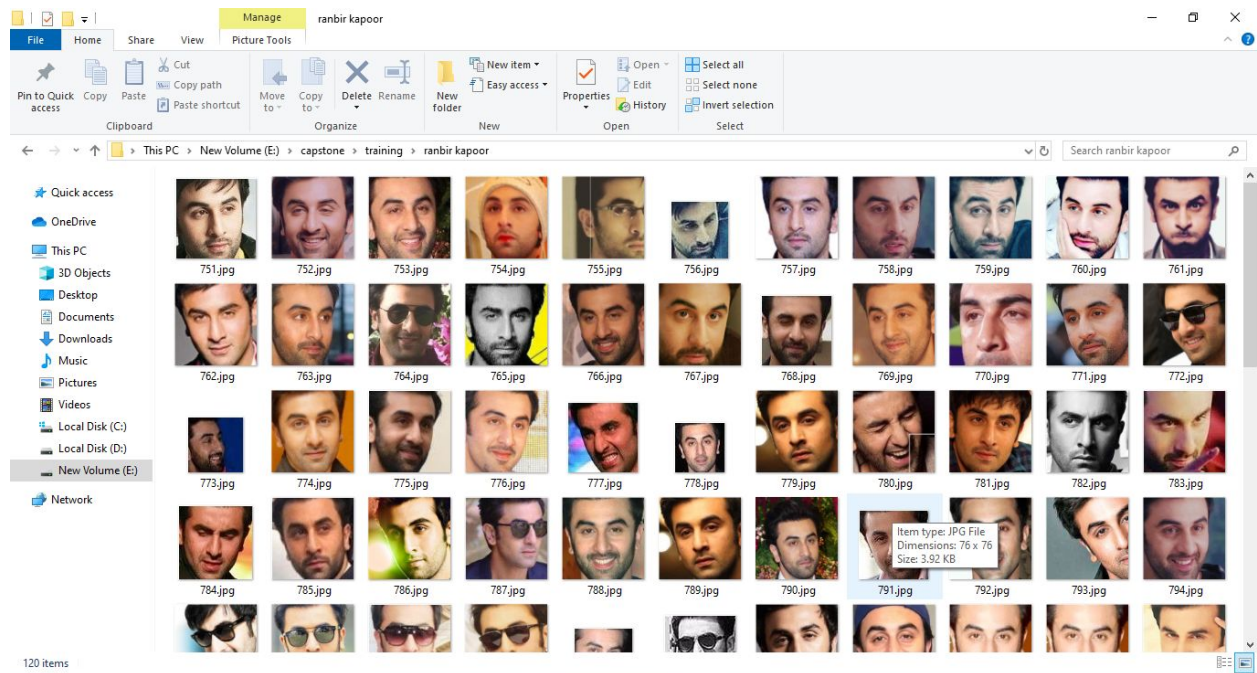 Manage
ranbir kapoor
File
Home
Share
View
Picture Tools
Pin to Quick access
Copy
Paste
Cut
Copy path
Paste shortcut
Clipboard
Move to
Copy to
Delete
Rename
Organize
New folder
New item
Easy access
New
Properties
Open
Edit
History
Open
Select all
Select none
Invert selection
Select
This PC > New Volume (E:) > capstone > training > ranbir kapoor
Search ranbir kapoor
Quick access
OneDrive
This PC
3D Objects
Desktop
Documents
Downloads
Music
Pictures
Videos
Local Disk (C:)
Local Disk (D:)
New Volume (E:)
Network
751.jpg 752.jpg 753.jpg 754.jpg 755.jpg 756.jpg 757.jpg 758.jpg 759.jpg 760.jpg 761.jpg
762.jpg 763.jpg 764.jpg 765.jpg 766.jpg 767.jpg 768.jpg 769.jpg 770.jpg 771.jpg 772.jpg
773.jpg 774.jpg 775.jpg 776.jpg 777.jpg 778.jpg 779.jpg 780.jpg 781.jpg 782.jpg 783.jpg
Item type: JPG File
Dimensions: 76 x 76
Size: 3.92 KB
784.jpg 785.jpg 786.jpg 787.jpg 788.jpg 789.jpg 790.jpg 791.jpg 792.jpg 793.jpg 794.jpg
120 items